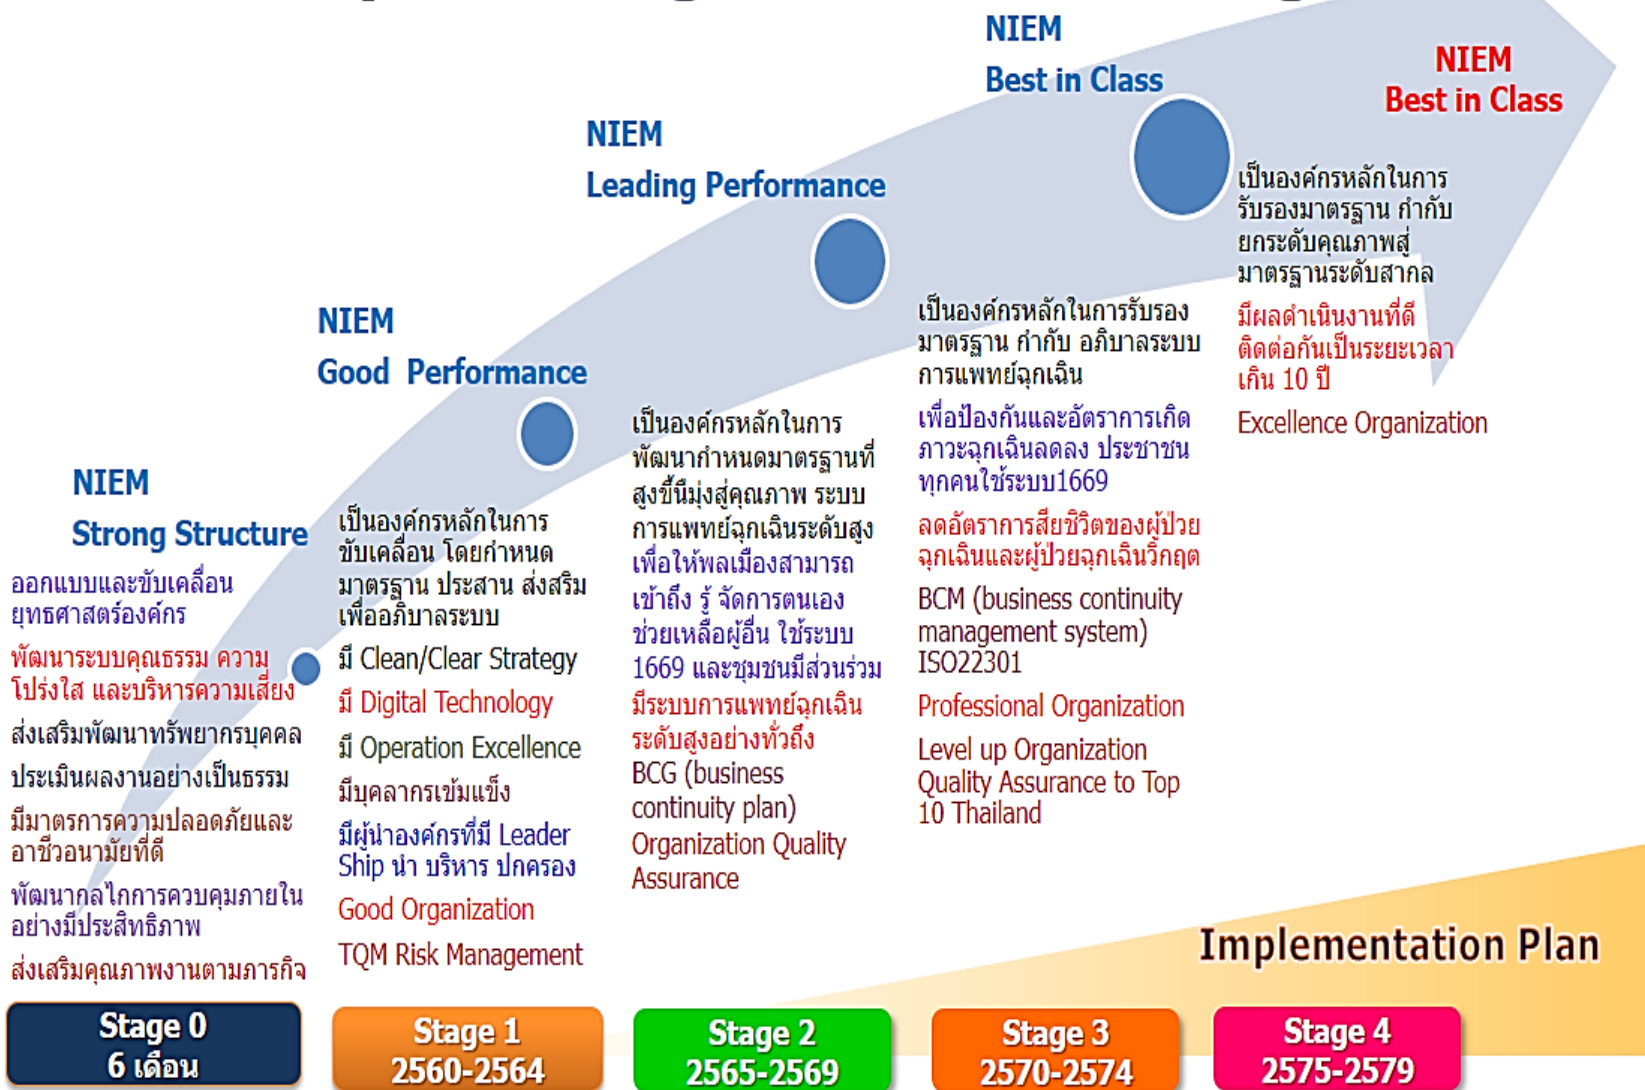 NIEM
Strong Structure
ออกแบบและขับเคลื่อน
ยุทธศาสตร์องค์กร
พัฒนาระบบคุณธรรม ความ
โปร่งใส และบริหารความเสี่ยง
ส่งเสริมพัฒนาทรัพยากรบุคคล
ประเมินผลงานอย่างเป็นธรรม
มีมาตรการความปลอดภัยและ
อาชีวอนามัยที่ดี
พัฒนากลไกการควบคุมภายใน
อย่างมีประสิทธิภาพ
ส่งเสริมคุณภาพงานตามภารกิจ
Stage 0
6 เดือน
NIEM
Good Performance
เป็นองค์กรหลักในการ
ขับเคลื่อน โดยกำหนด
มาตรฐาน ประสาน ส่งสริม
เพื่ออภิบาลระบบ
มี Clean/Clear Strategy
มี Digital Technology
มี Operation Excellence
มีบุคลากรเข้มแข็ง
มีผู้นำองค์กรที่มี Leader
Ship นำ บริหาร ปกครอง
Good Organization
TQM Risk Management
Stage 1
2560-2564
NIEM
Leading Performance
เป็นองค์กรหลักในการ
พัฒนากำหนดมาตรฐานที่
สูงขี้นืมุ่งสู่คุณภาพ ระบบ
การแพทย์ฉุกเฉินระดับสูง
เพื่อให้พลเมืองสามารถ
เข้าถึง รู้ จัดการตนเอง
ช่วยเหลือผู้อื่น ใช้ระบบ
1669 และชุมชนมีส่วนร่วม
มีระบบการแพทย์ฉุกเฉิน
ระดับสูงอย่างทั่วถึง
BCG (business
continuity plan)
Organization Quality
Assurance
Stage 2
2565-2569
NIEM
Best in Class
เป็นองค์กรหลักในการรับรอง
มาตรฐาน กำกับ อภิบาลระบบ
การแพทย์ฉุกเฉิน
เพื่อป้องกันและอัตราการเกิด
ภาวะฉุกเฉินลดลง ประชาชน
ทุกคนใช้ระบบ1669
ลดอัตราการสียชิวิตของผู้ป่วย
ฉุกเฉินและผู้ป่วยฉุกเฉินวิกฤต
BCM (business continuity
management system)
ISO22301
Professional Organization
Level up Organization
Quality Assurance to Top
10 Thailand
Stage 3
2570-2574
NIEM
Best in Class
เป็นองค์กรหลักในการ
รับรองมาตรฐาน กำกับ
ยกระดับคุณภาพสู่
มาตรฐานระดับสากล
มีผลดำเนินงานที่ดี
ติดต่อกันเป็นระยะเวลา
เกิน 10 ปี
Excellence Organization
Implementation Plan
Stage 4
2575-2579